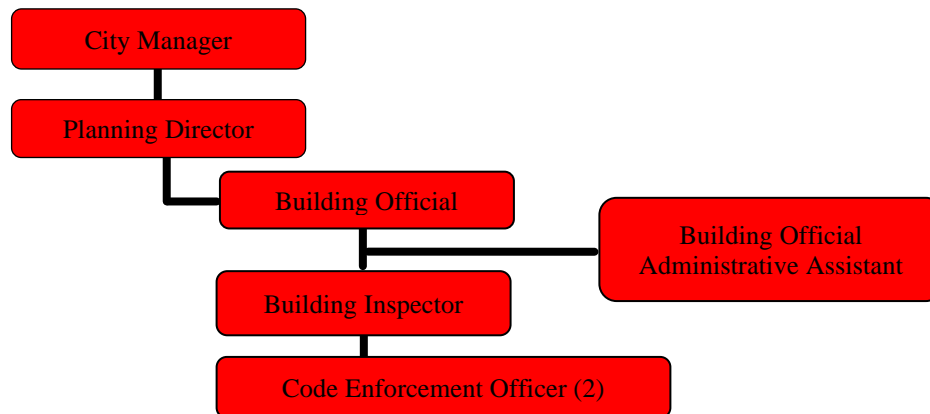 City Manager
Planning Director
Building Official
Building Official
Administrative Assistant
Building Inspector
Code Enforcement Officer (2)